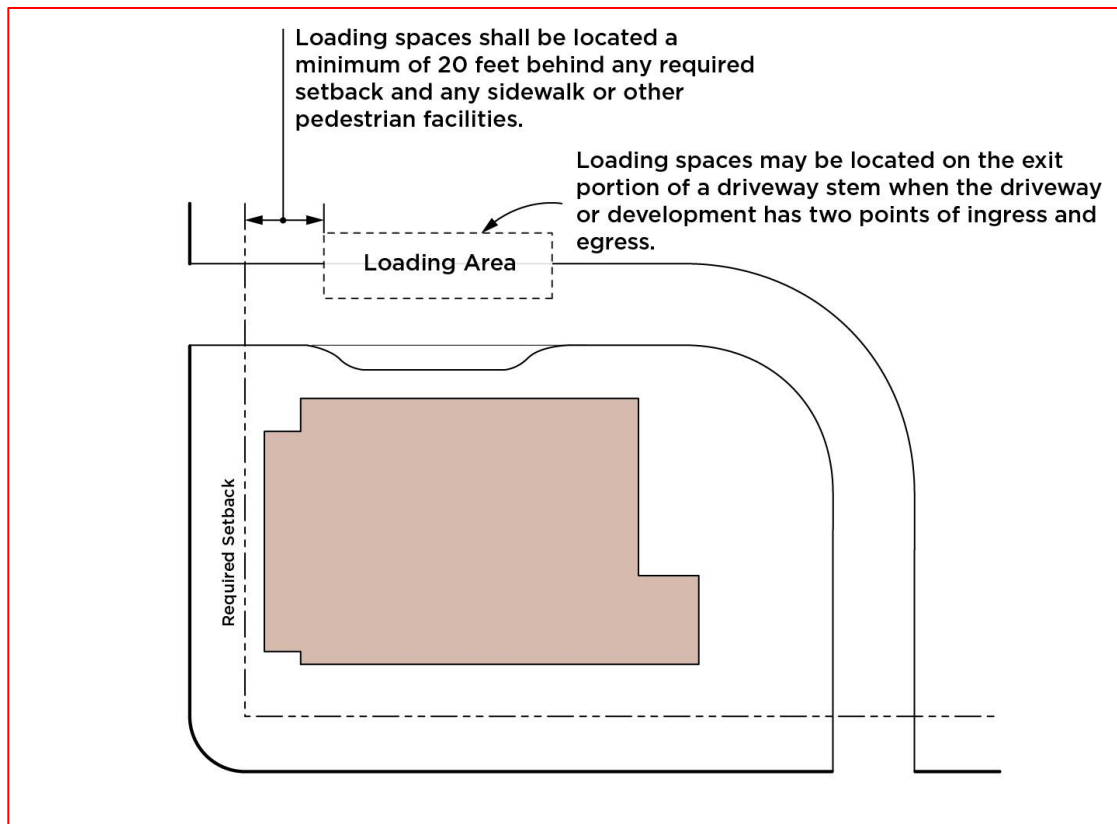 Loading spaces shall be located a
minimum of 20 feet behind any required
setback and any sidewalk or other
pedestrian facilities.
Loading spaces may be located on the exit
portion of a driveway stem when the driveway
or development has two points of ingress and
egress.
Loading Area
Required Setback